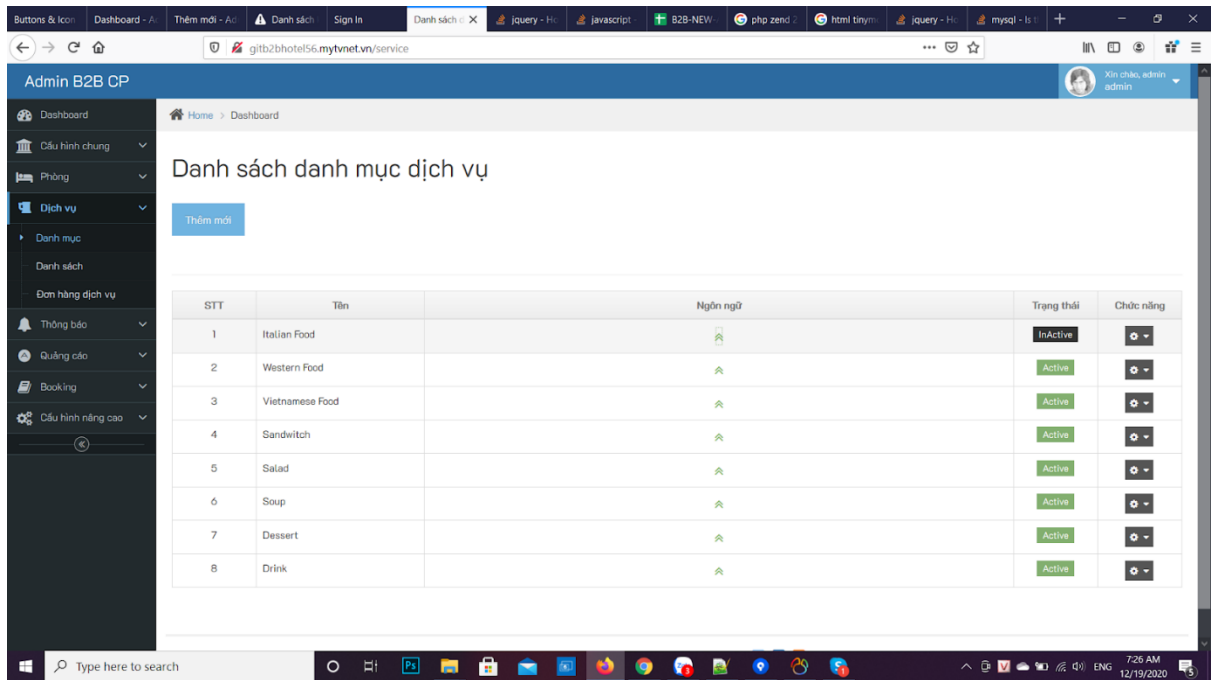 Buttons & Icon Dashboard - Ad Thêm mới - Ad Danh sách Sign In Danh sách d jquery - Ho javascript - B2B-NEW- php zend 2 html tinym jquery - Ho mysql - Is t
gitb2bhotel56.mytvnet.vn/service
Admin B2B CP
Xin chào, admin
admin
Dashboard
Home > Dashboard
Cấu hình chung
Phòng
Danh sách danh mục dịch vụ
Dịch vụ
Thêm mới
Danh mục
Danh sách
Đơn hàng dịch vụ
Thông báo
Quảng cáo
Booking
Cấu hình nâng cao
STT Tên Ngôn ngữ Trạng thái Chức năng
1 Italian Food InActive
2 Western Food Active
3 Vietnamese Food Active
4 Sandwitch Active
5 Salad Active
6 Soup Active
7 Dessert Active
8 Drink Active
Type here to search
Ps
V
ENG
7:26 AM
12/19/2020
5